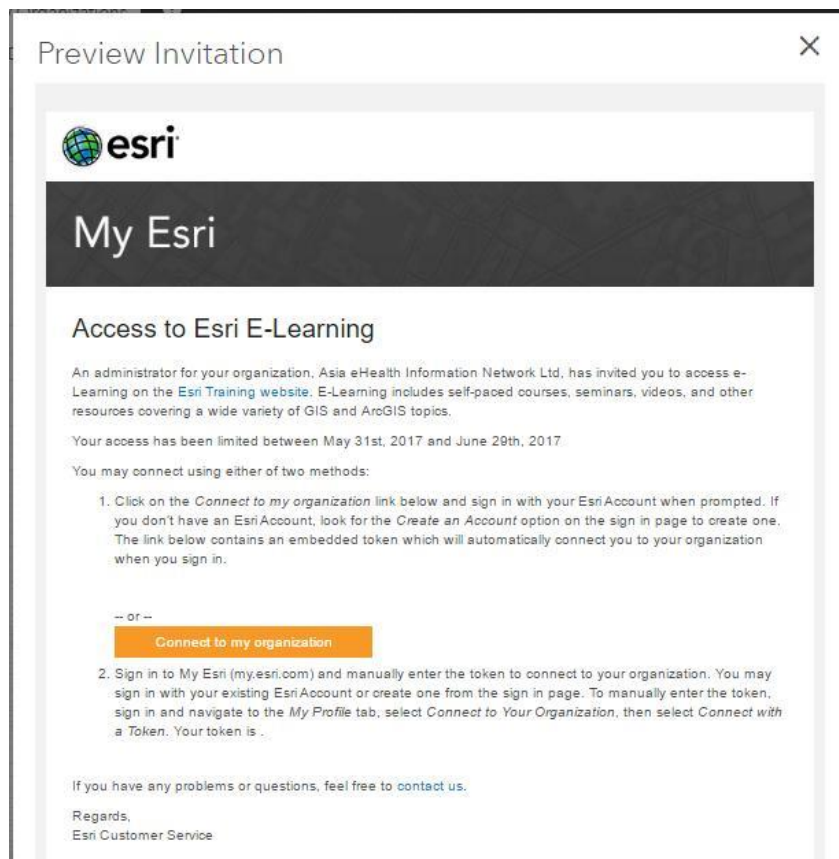 Preview Invitation
esri
My Esri
Access to Esri E-Learning
An administrator for your organization, Asia eHealth Information Network Ltd, has invited you to access e-
Learning on the Esri Training website. E-Learning includes self-paced courses, seminars, videos, and other
resources covering a wide variety of GIS and ArcGIS topics.
Your access has been limited between May 31st, 2017 and June 29th, 2017
You may connect using either of two methods:
1. Click on the Connect to my organization link below and sign in with your Esri Account when prompted. If
you don't have an Esri Account, look for the Create an Account option on the sign in page to create one.
The link below contains an embedded token which will automatically connect you to your organization
when you sign in.
-- or --
Connect to my organization
2. Sign in to My Esri (my.esri.com) and manually enter the token to connect to your organization. You may
sign in with your existing Esri Account or create one from the sign in page. To manually enter the token,
sign in and navigate to the My Profile tab, select Connect to Your Organization, then select Connect with
a Token. Your token is .
If you have any problems or questions, feel free to contact us.
Regards,
Esri Customer Service